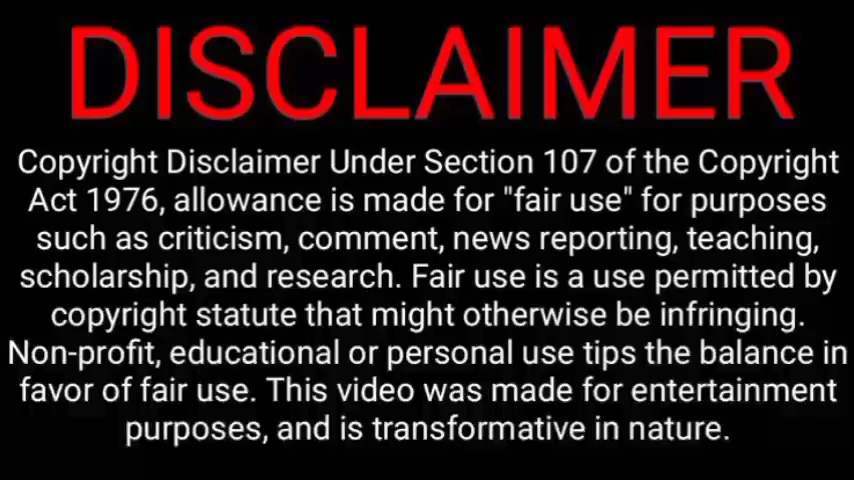 DISCLAIMER
Copyright Disclaimer Under Section 107 of the Copyright
Act 1976, allowance is made for "fair use" for purposes
such as criticism, comment, news reporting, teaching,
scholarship, and research. Fair use is a use permitted by
copyright statute that might otherwise be infringing.
Non-profit, educational or personal use tips the balance in
favor of fair use. This video was made for entertainment
purposes, and is transformative in nature.